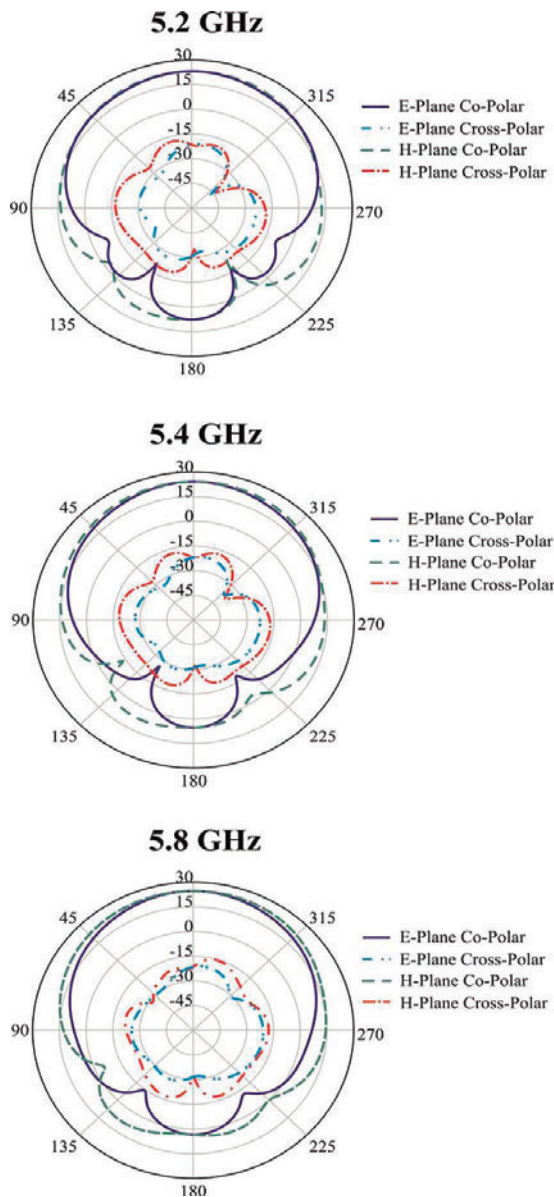 5.2 GHz
30
45
15
315
0
-15
-30
-45
90
270
135
225
180
E-Plane Co-Polar
E-Plane Cross-Polar
H-Plane Co-Polar
H-Plane Cross-Polar
5.4 GHz
30
45
15
315
0
-15
-30
-45
90
270
135
225
180
E-Plane Co-Polar
E-Plane Cross-Polar
H-Plane Co-Polar
H-Plane Cross-Polar
5.8 GHz
30
45
15
315
0
-15
-30
-45
90
270
135
225
180
E-Plane Co-Polar
E-Plane Cross-Polar
H-Plane Co-Polar
H-Plane Cross-Polar